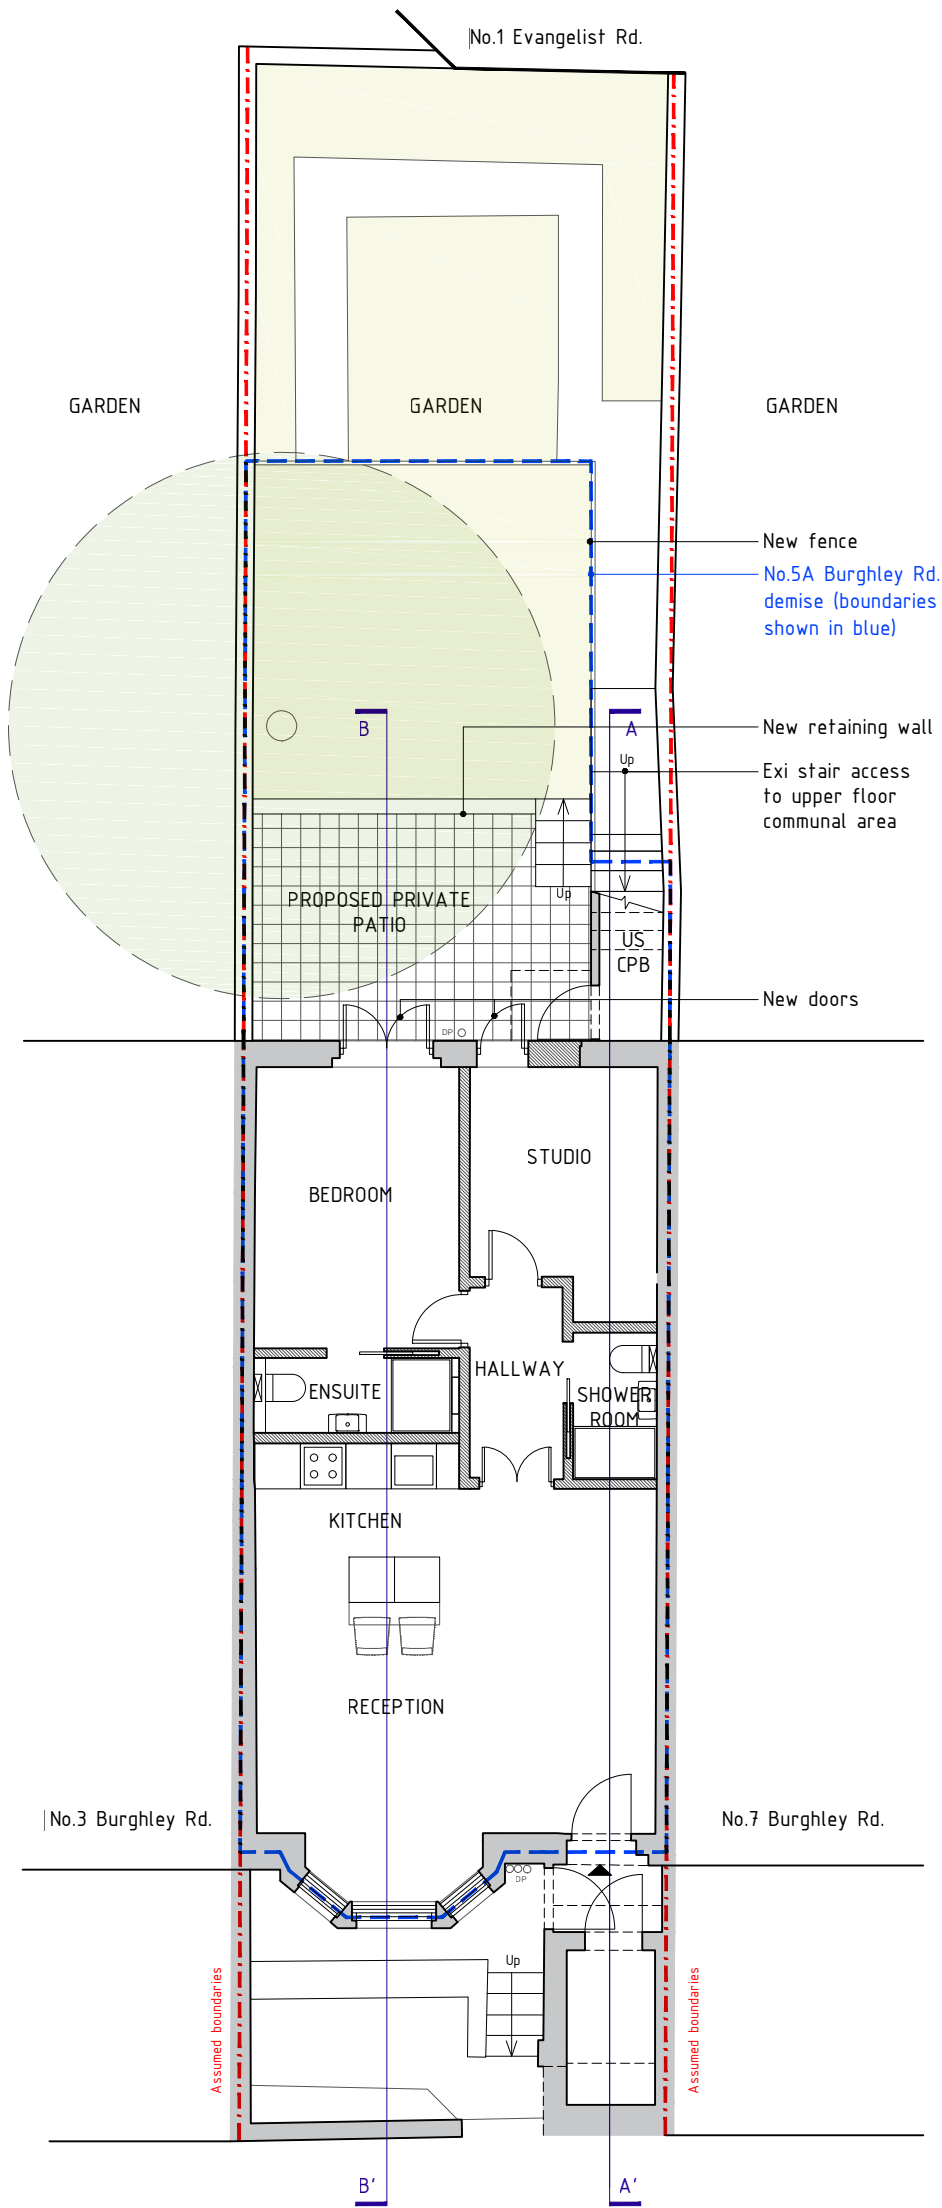 No.1 Evangelist Rd.
GARDEN
GARDEN
GARDEN
New fence
No.5A Burghley Rd.
demise (boundaries
shown in blue)
B
A
New retaining wall
Up
Exi stair access
to upper floor
communal area
Up
PROPOSED PRIVATE
PATIO
US
CPB
New doors
DP
STUDIO
BEDROOM
HALLWAY
ENSUITE
SHOWER
ROOM
KITCHEN
RECEPTION
No.3 Burghley Rd.
No.7 Burghley Rd.
DP
Up
Assumed boundaries
Assumed boundaries
B'
A'